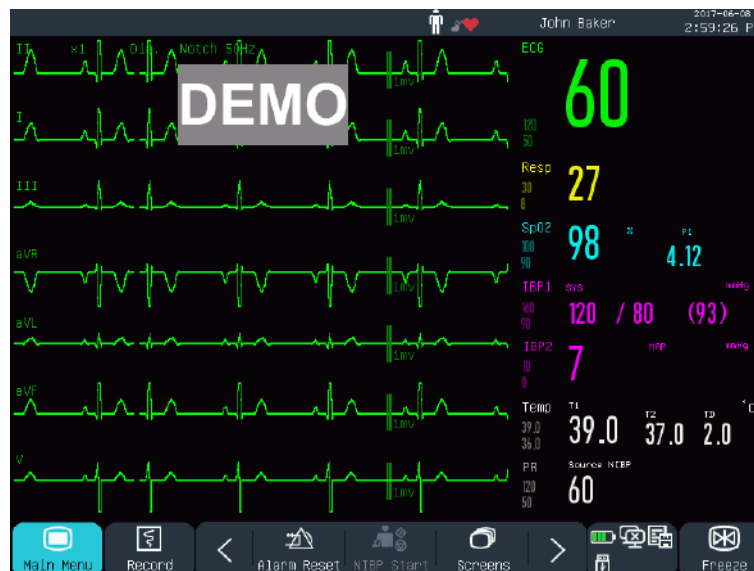 John Baker
2017-06-08
2:59:26 P
II x1 Dia. Notch 50Hz
1mv
DEMO
I
1mv
III
1mv
aVR
1mv
aVL
1mv
aVF
1mv
V
1mv
ECG
120
50
60
Resp
30
8
27
SpO2
100
90
98
%
PI
4.12
IBP1 sys mmHg
160
90
120 / 80 (93)
IBP2 MAP mmHg
10
0
7
Temp T1 T2 TD °C
39.0
36.0
39.0 37.0 2.0
PR Source NIBP
120
50
60
Main Menu
Record
Alarm Reset
NIBP Start
Screens
Freeze